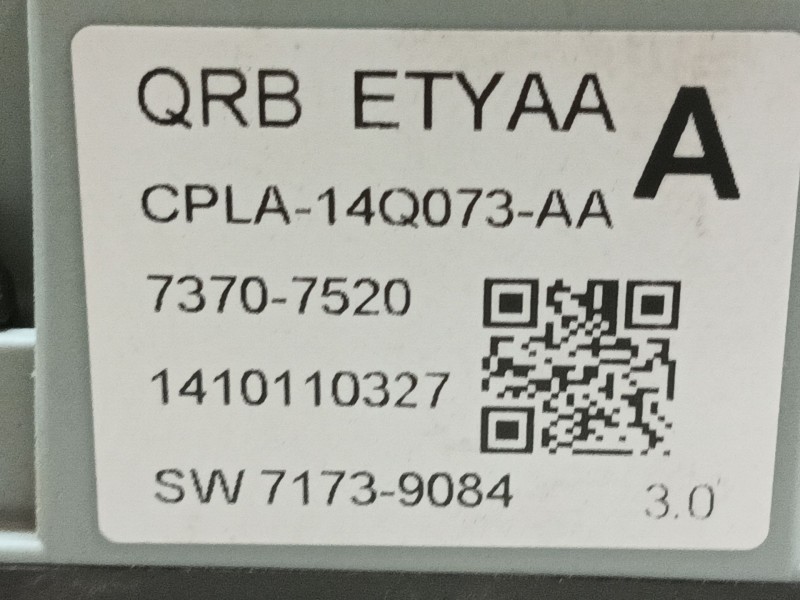 QRB ETYAA
A
CPLA-14Q073-AA
7370-7520
1410110327
SW 7173-9084
3.0